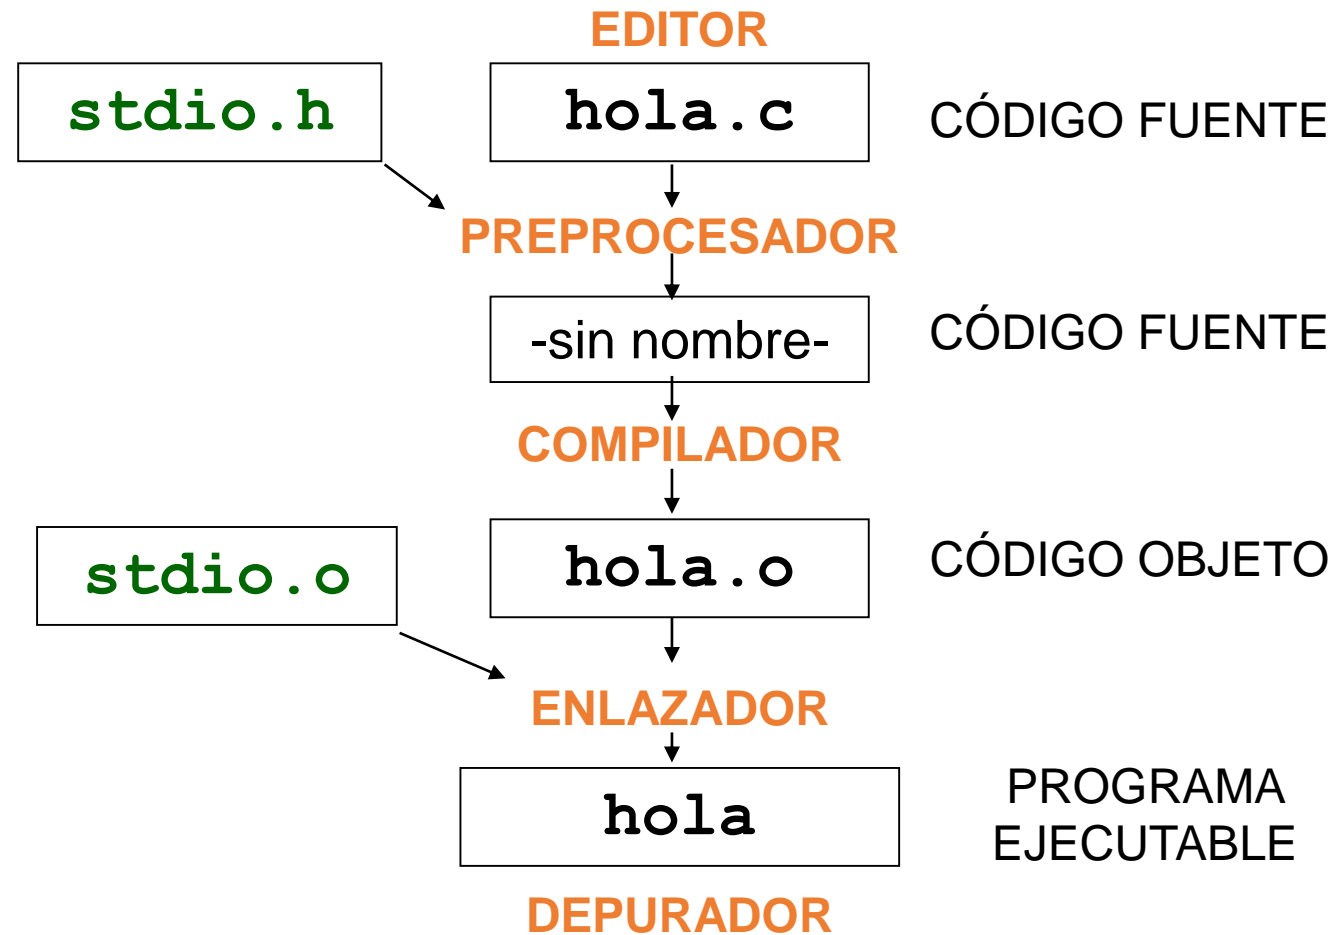 EDITOR
stdio.h
hola.c
CÓDIGO FUENTE
PREPROCESADOR
-sin nombre-
CÓDIGO FUENTE
COMPILADOR
stdio.o
hola.o
CÓDIGO OBJETO
ENLAZADOR
hola
PROGRAMA
EJECUTABLE
DEPURADOR